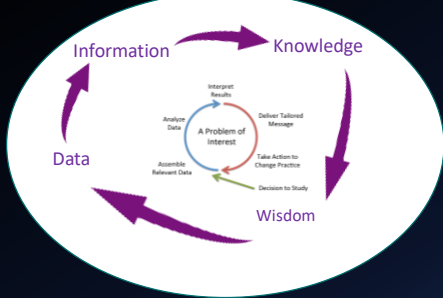 Information
Knowledge
Interpret
Results
Analyze
Data
Deliver Tailored
Message
A Problem of
Interest
Data
Assemble
Relevant Data
Take Action to
Change Practice
Decision to Study
Wisdom